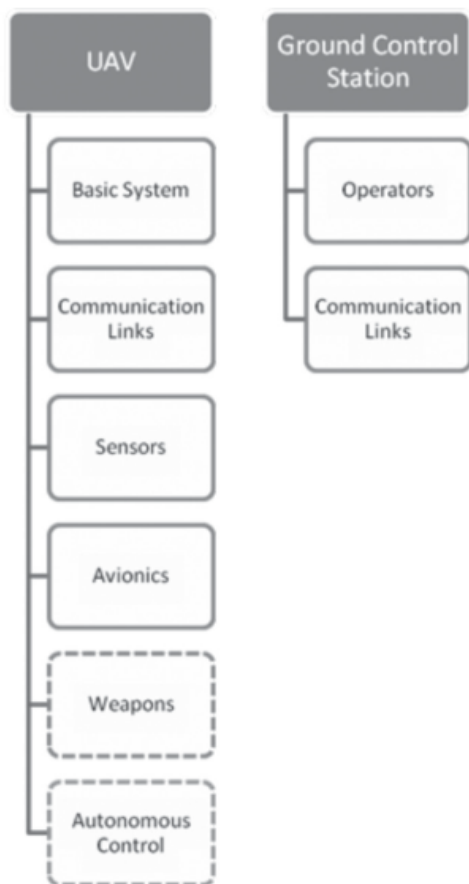 UAV
Basic System
Communication
Links
Sensors
Avionics
Weapons
Autonomous
Control
Ground Control
Station
Operators
Communication
Links